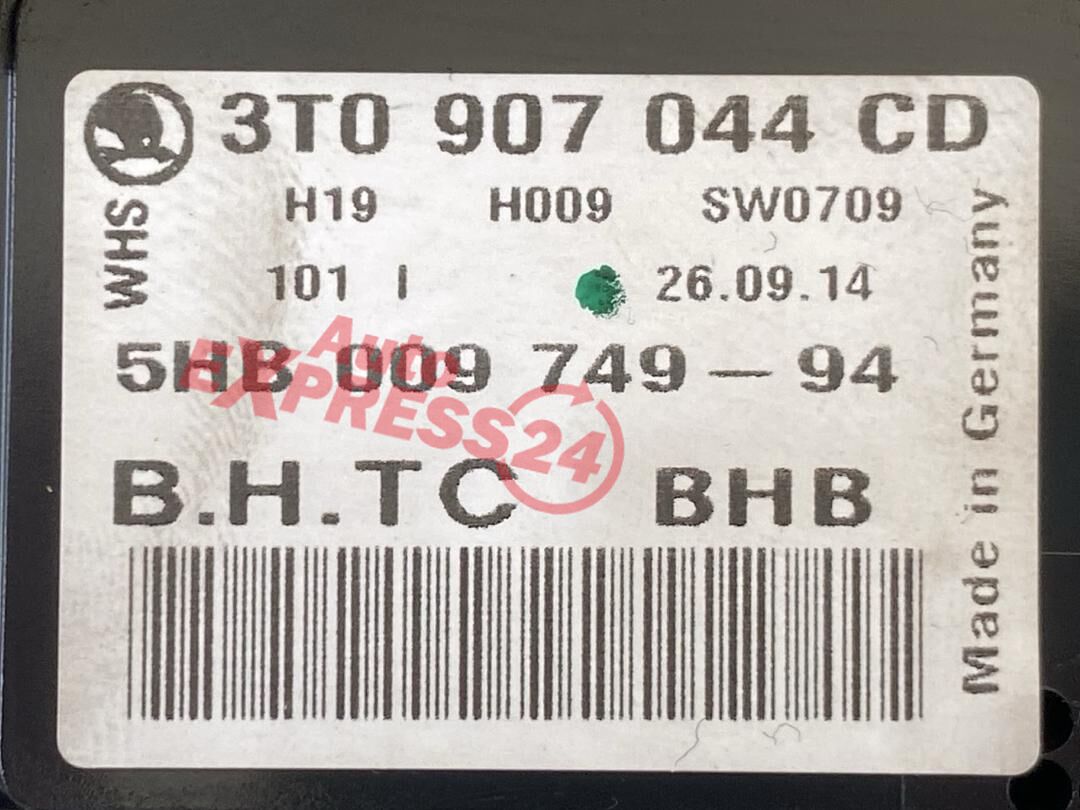 3T0 907 044 CD
H19 H009 SW0709
WHS
101 I 26.09.14
5HB 009 749 – 94
Auto
EXPRESS24
B.H.TC BHB
Made in Germany